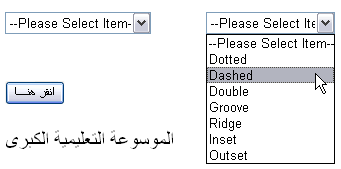 --Please Select Item-
--Please Select Item-
--Please Select Item--
Dotted
Dashed
Double
Groove
Ridge
Inset
Outset
انقر هنا
الموسوعة التعليمية الكبرى